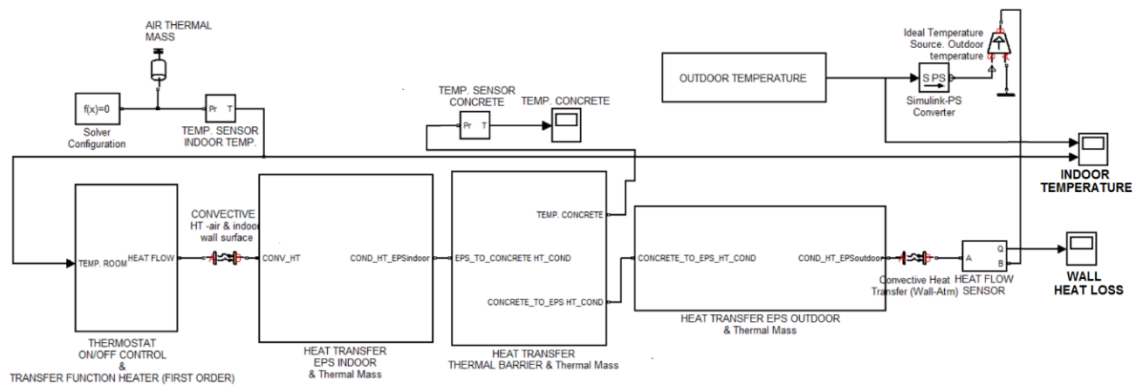 AIR THERMAL
MASS
f(x)=0
Solver
Configuration
Pr T
TEMP. SENSOR
INDOOR TEMP.
TEMP. SENSOR
CONCRETE
Pr T
TEMP. CONCRETE
OUTDOOR TEMPERATURE
S PS
Simulink-PS
Converter
Ideal Temperature
Source. Outdoor
temperature
INDOOR
TEMPERATURE
TEMP. ROOM
HEAT FLOW
THERMOSTAT
ON/OFF CONTROL
&
TRANSFER FUNCTION HEATER (FIRST ORDER)
CONVECTIVE
HT -air & indoor
wall surface
CONV_HT
COND_HT_EPSindoor
HEAT TRANSFER
EPS INDOOR
& Thermal Mass
TEMP. CONCRETE
EPS_TO_CONCRETE HT_COND
CONCRETE_TO_EPS HT_COND
HEAT TRANSFER
THERMAL BARRIER & Thermal Mass
CONCRETE_TO_EPS_HT_COND
COND_HT_EPSoutdoor
HEAT TRANSFER EPS OUTDOOR
& Thermal Mass
Convective Heat
Transfer (Wall-Atm)
A
Q
B
HEAT FLOW
SENSOR
WALL
HEAT LOSS